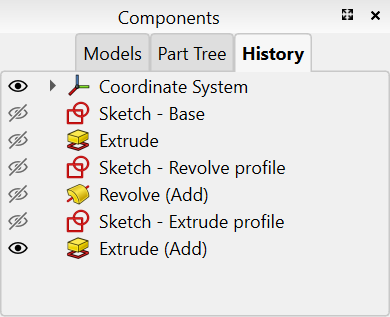 Components
Models Part Tree History
Coordinate System
Sketch - Base
Extrude
Sketch - Revolve profile
Revolve (Add)
Sketch - Extrude profile
Extrude (Add)